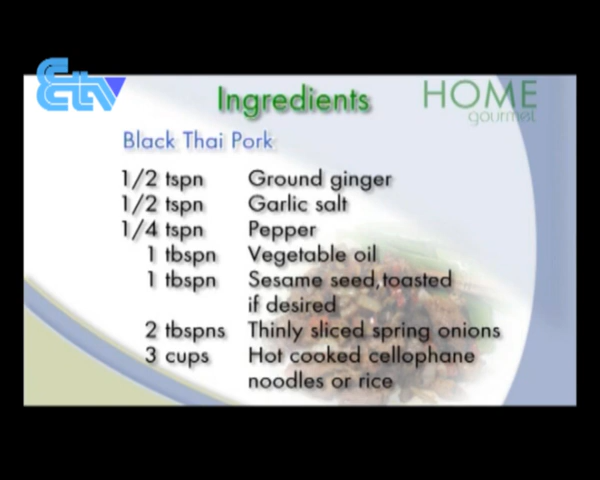 ETV
Ingredients
HOME
gourmet
Black Thai Pork
1/2 tspn Ground ginger
1/2 tspn Garlic salt
1/4 tspn Pepper
1 tbspn Vegetable oil
1 tbspn Sesame seed,toasted
if desired
2 tbspns Thinly sliced spring onions
3 cups Hot cooked cellophane
noodles or rice